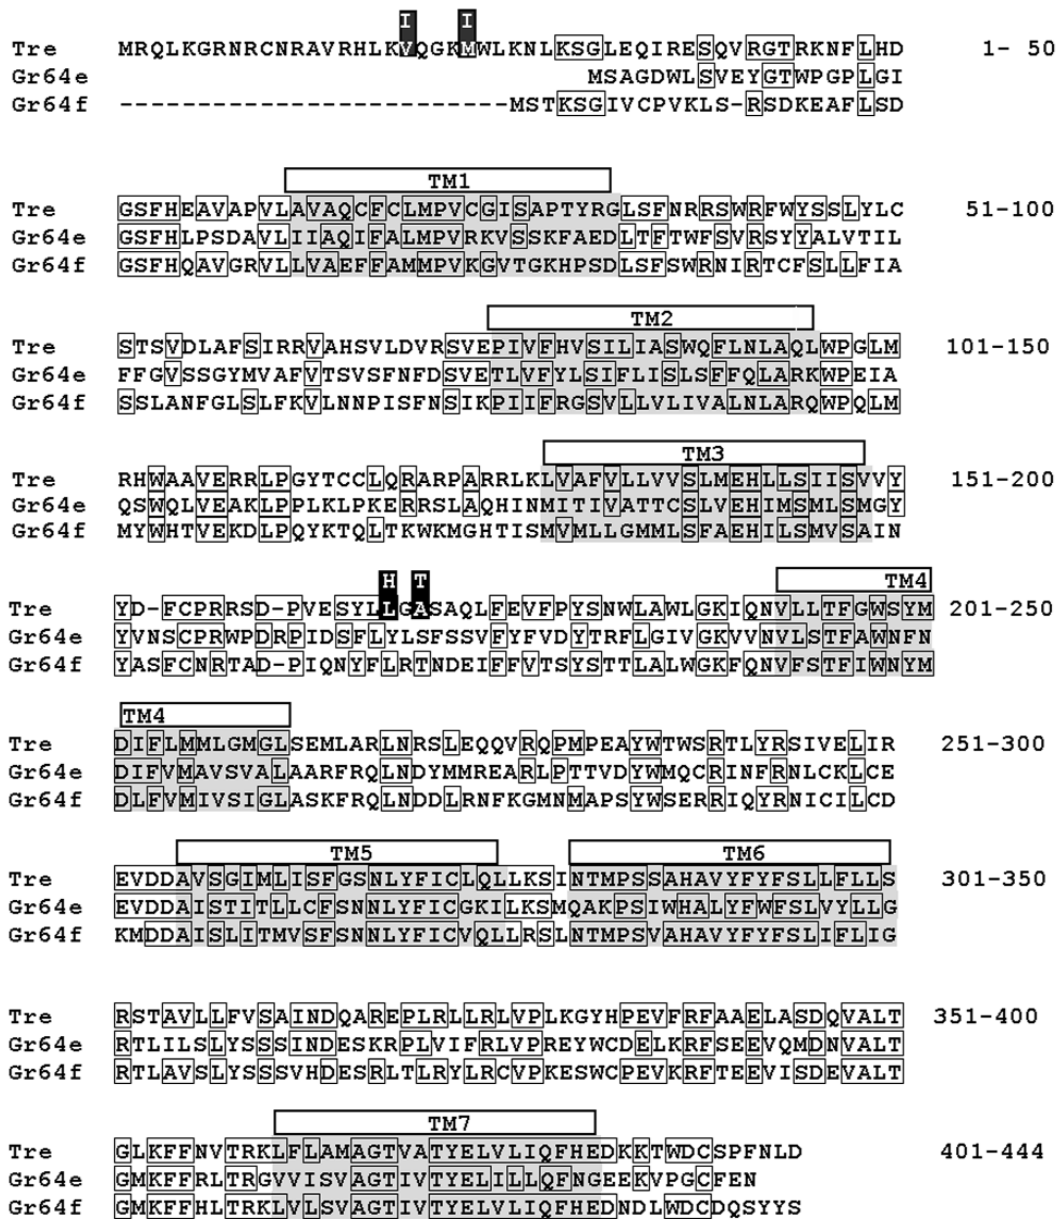 I I
Tre MRQLKGRNRCNRAVRHLKVQGKMWLKNLKSGLEQIRESQVRGTRKNFLHD 1- 50
Gr64e MSAGDWLSVEYGTWPGPLGI
Gr64f -------------------------MSTKSGIVCPVKLS-RSDKEAFLSD
TM1
Tre GSFHEAVAPVLAVAQCFCLMPVCGISAPTYRGLSFNRRSWRFWYSSLYLC 51-100
Gr64e GSFHLPSDAVLIIAQIFALMPVRKVSSKFAEDLTFTWFSVRSYYALVTIL
Gr64f GSFHQAVGRVLLVAEFFAMMPVKGVTGKHPSDLSFSWRNIRTCFSLLFIA
TM2
Tre STSVDLAFSIRRVAHSVLDVRSVEPIVFHVSILIASWQFLNLAQLWPGLM 101-150
Gr64e FFGVSSGYMVAFVTSVSFNFDSVETLVFYLSIFLISLSFFQLARKWPEIA
Gr64f SSLANFGLSLFKVLNNPISFNSIKPIIFRGSVLLVLIVALNLARQWPQLM
TM3
Tre RHWAAVERRLPGYTCCLQRARPARRLKLVAFVLLVVSLMEHLLSIISVVY 151-200
Gr64e QSWQLVEAKLPPLKLPKERRSLAQHINMITIVATTCSLVEHIMSMLSMGY
Gr64f MYWHTVEKDLPQYKTQLTKWKMGHTISMVMLLGMMLSFAEHILSMVSAIN
H T TM4
Tre YD-FCPRRSD-PVESYLLGASAQLFEVFPYSNWLAWLGKIQNVLLTFGWSYM 201-250
Gr64e YVNSCPRWPDRPIDSFLYLSFSSVFYFVDYTRFLGIVGKVVNVLSTFAWNFN
Gr64f YASFCNRTAD-PIQNYFLRTNDEIFFVTSYSTTLALWGKFQNVFSTFIWNYM
TM4
Tre DIFLMMLGMGLSEMLARLNRSLEQQVRQPMPEAYWTWSRTLYRSIVELIR 251-300
Gr64e DIFVMAVSVALAARFRQLNDYMMREARLPTTVDYWMQCRINFRNLCKLCE
Gr64f DLFVMIVSIGLASKFRQLNDDLRNFKGMNMAPSYWSERRIQYRNICILCD
TM5 TM6
Tre EVDDAVSGIMLISFGSNLYFICLQLLKSINTMPSSAHAVYFYFSLLFLLS 301-350
Gr64e EVDDAISTITLLCFSNNLYFICGKILKSMQAKPSIWHALYFWFSLVYLLG
Gr64f KMDDAISLITMVSFSNNLYFICVQLLRSLNTMPSVAHAVYFYFSLIFLIG
Tre RSTAVLLFVSAINDQAREPLRLLRLVPLKGYHPEVFRFAAELASDQVALT 351-400
Gr64e RTLILSLYSSSINDESKRPLVIFRLVPREYWCDELKRFSEEVQMDNVALT
Gr64f RTLAVSLYSSSVHDESRLTLRYLRCVPKESWCPEVKRFTEEVISDEVALT
TM7
Tre GLKFFNVTRKLFLAMAGTVATYELVLIQFHEDKKTWDCSPFNLD 401-444
Gr64e GMKFFRLTRGVVISVAGTIVTYELILLQFNGEEKVPGCFEN
Gr64f GMKFFHLTRKLVLSVAGTIVTYELVLIQFHEDNDLWDCDQSYYS